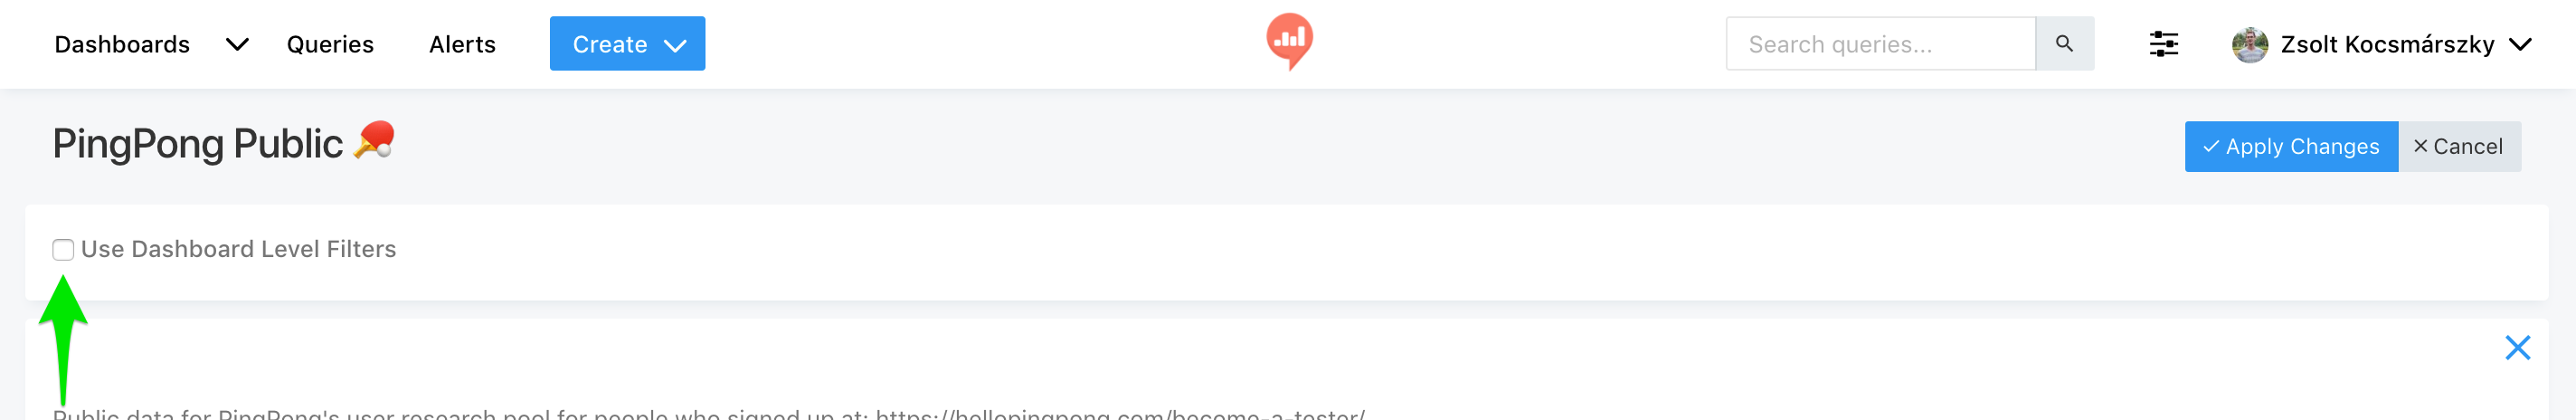 Dashboards Queries Alerts Create Search queries... Zsolt Kocsmárszky
PingPong Public
Apply Changes Cancel
Use Dashboard Level Filters
Public data for PingPong's user research pool for people who signed up at: https://hellopingpong.com/become-a-tester/